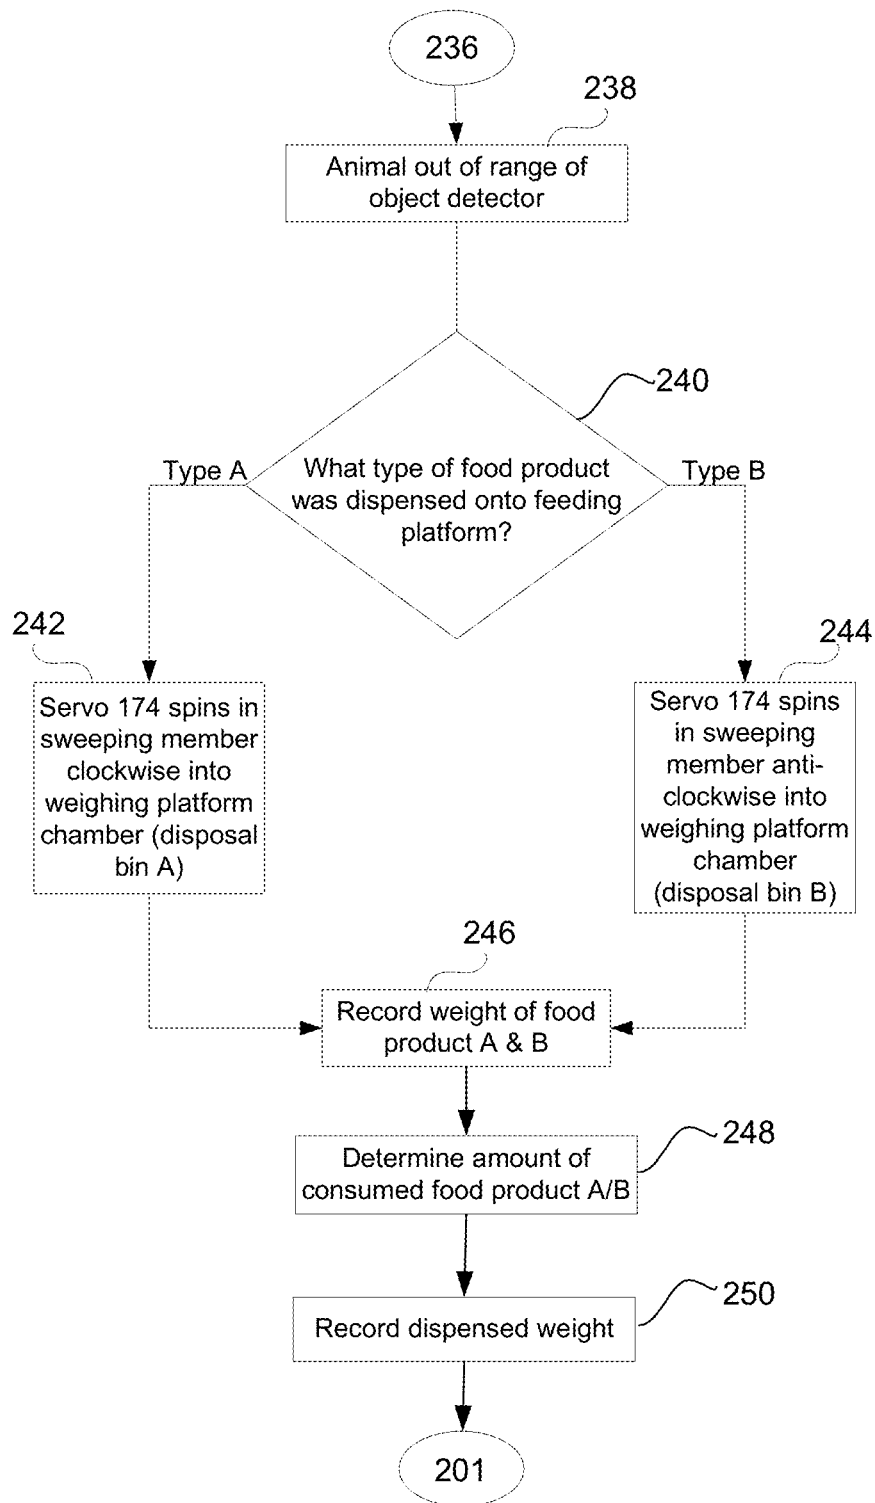 236
238
Animal out of range of
object detector
240
Type A
What type of food product
was dispensed onto feeding
platform?
Type B
242
Servo 174 spins in
sweeping member
clockwise into
weighing platform
chamber (disposal
bin A)
244
Servo 174 spins
in sweeping
member anti-
clockwise into
weighing platform
chamber
(disposal bin B)
246
Record weight of food
product A & B
248
Determine amount of
consumed food product A/B
250
Record dispensed weight
201